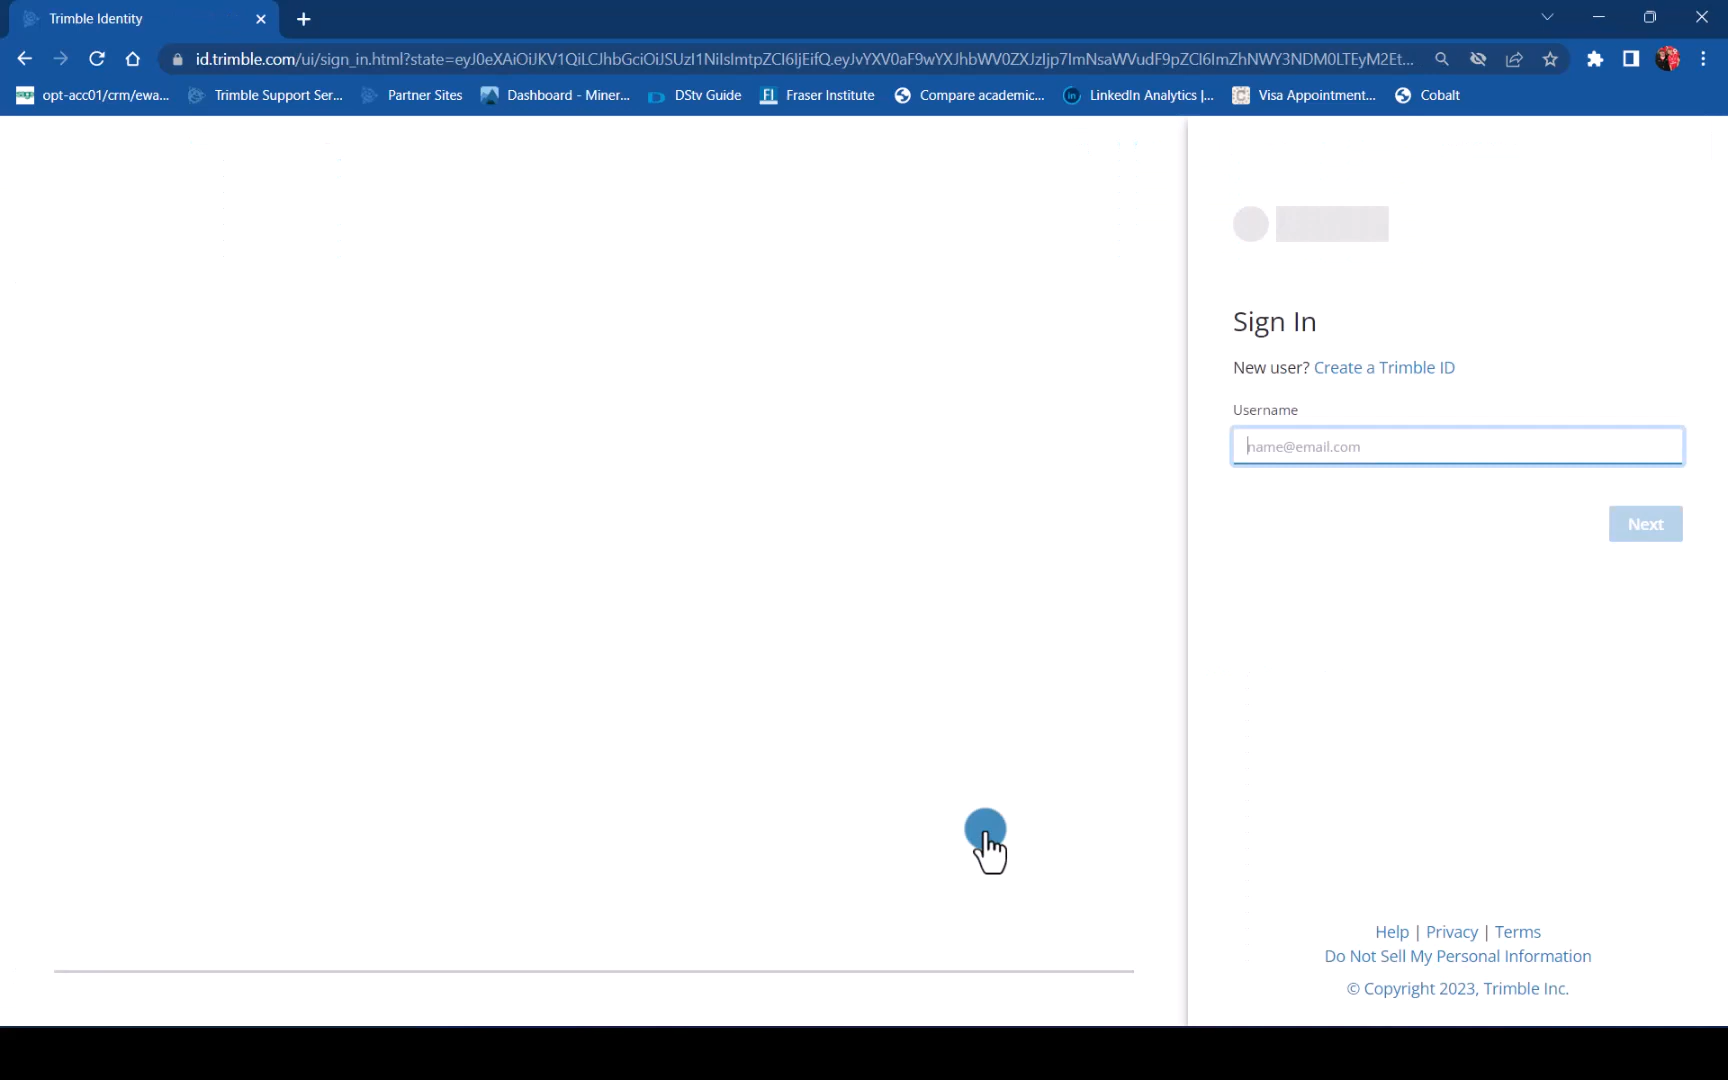 Trimble Identity
id.trimble.com/ui/sign_in.html?state=eyJ0eXAiOiJKV1QiLCJhbGciOiJSUzI1NiIsImtpZCI6IjEifQ.eyJvYXV0aF9wYXJhbWV0ZXJzIjp7ImNsaWVudF9pZCI6ImZhNWY3NDM0LTEyM2Et...
opt-acc01/crm/ewa... Trimble Support Ser... Partner Sites Dashboard - Miner... DStv Guide FI Fraser Institute Compare academic... in LinkedIn Analytics |... Visa Appointment... Cobalt
Sign In
New user? Create a Trimble ID
Username
name@email.com
Next
Help | Privacy | Terms
Do Not Sell My Personal Information
© Copyright 2023, Trimble Inc.